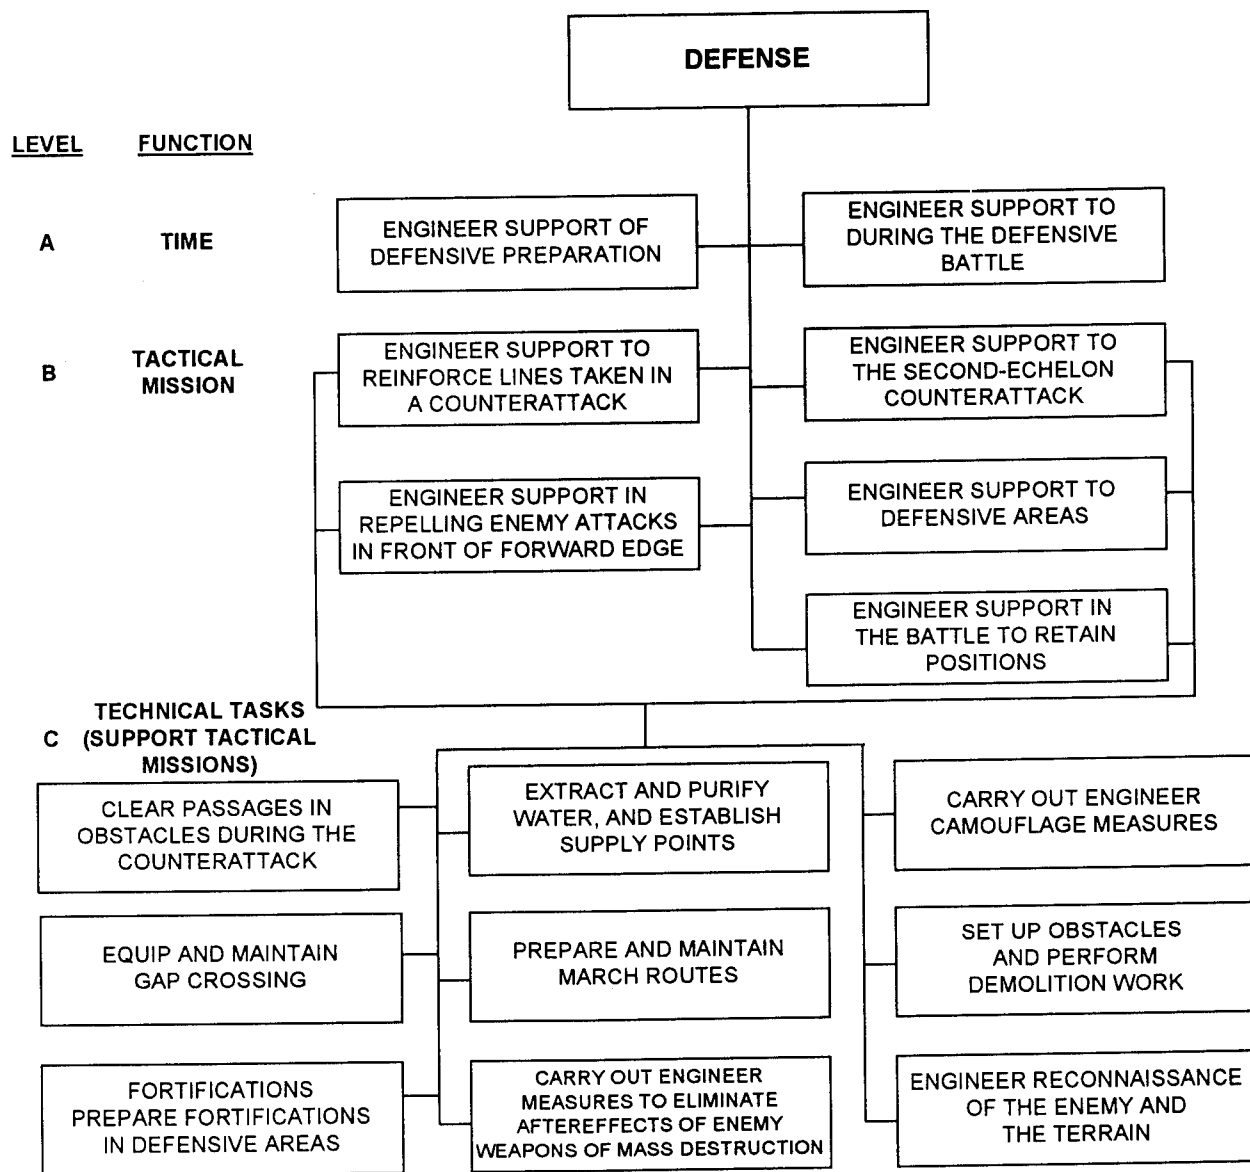 DEFENSE
LEVEL FUNCTION
A TIME
ENGINEER SUPPORT OF
DEFENSIVE PREPARATION
ENGINEER SUPPORT TO
DURING THE DEFENSIVE
BATTLE
B TACTICAL
MISSION
ENGINEER SUPPORT TO
REINFORCE LINES TAKEN IN
A COUNTERATTACK
ENGINEER SUPPORT TO
THE SECOND-ECHELON
COUNTERATTACK
ENGINEER SUPPORT IN
REPELLING ENEMY ATTACKS
IN FRONT OF FORWARD EDGE
ENGINEER SUPPORT TO
DEFENSIVE AREAS
ENGINEER SUPPORT IN
THE BATTLE TO RETAIN
POSITIONS
TECHNICAL TASKS
C (SUPPORT TACTICAL
MISSIONS)
CLEAR PASSAGES IN
OBSTACLES DURING THE
COUNTERATTACK
EXTRACT AND PURIFY
WATER, AND ESTABLISH
SUPPLY POINTS
CARRY OUT ENGINEER
CAMOUFLAGE MEASURES
EQUIP AND MAINTAIN
GAP CROSSING
PREPARE AND MAINTAIN
MARCH ROUTES
SET UP OBSTACLES
AND PERFORM
DEMOLITION WORK
FORTIFICATIONS
PREPARE FORTIFICATIONS
IN DEFENSIVE AREAS
CARRY OUT ENGINEER
MEASURES TO ELIMINATE
AFTEREFFECTS OF ENEMY
WEAPONS OF MASS DESTRUCTION
ENGINEER RECONNAISSANCE
OF THE ENEMY AND
THE TERRAIN